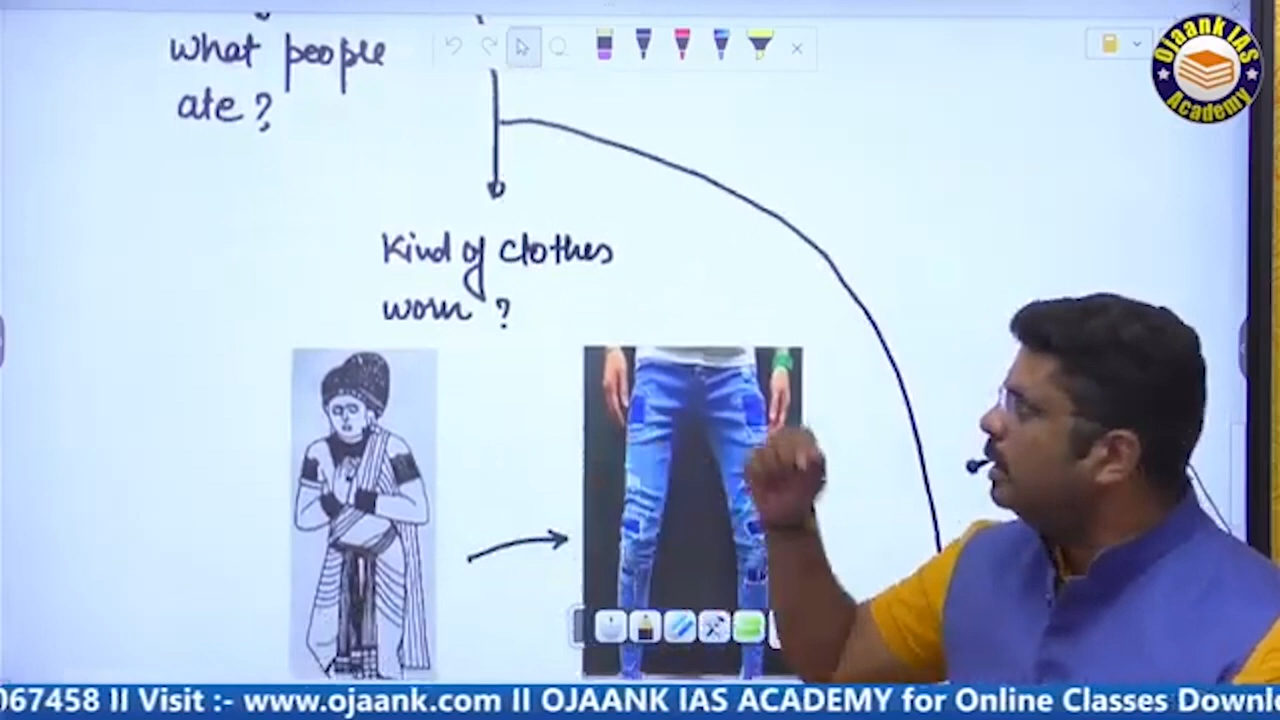 what people
ate?
Kind of clothes
worn ?
Ojaank IAS
Academy
067458 II Visit :- www.ojaank.com II OJAANK IAS ACADEMY for Online Classes Downl